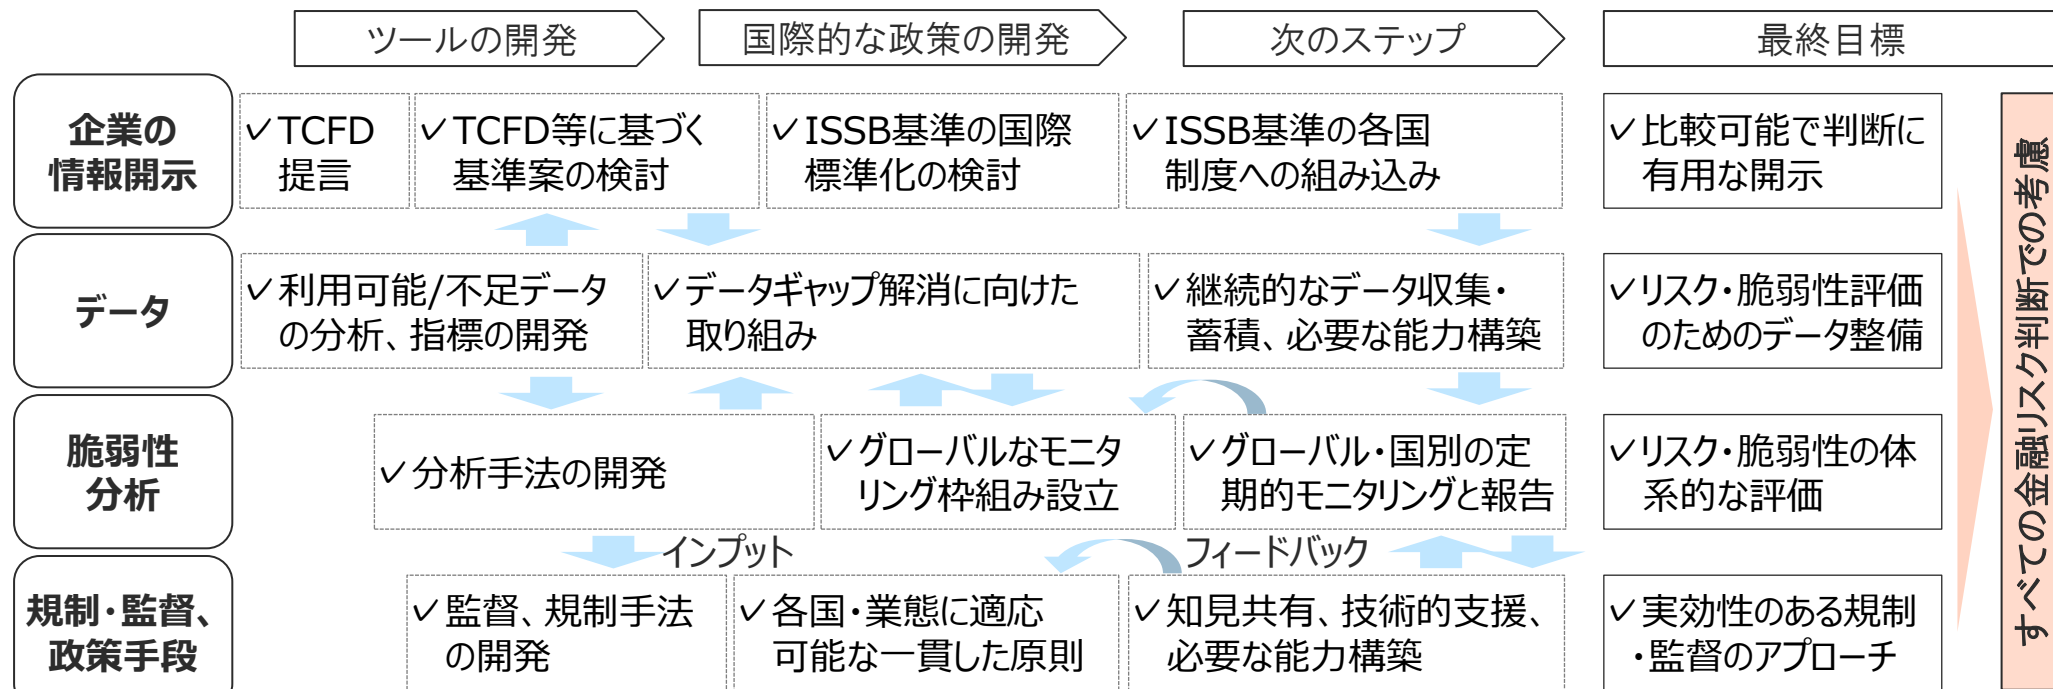 ツールの開発
国際的な政策の開発
次のステップ
最終目標
企業の
情報開示
✓TCFD
提言
✓TCFD等に基づく
基準案の検討
✓ISSB基準の国際
標準化の検討
✓ISSB基準の各国
制度への組み込み
✓比較可能で判断に
有用な開示
データ
✓利用可能/不足データ
の分析、指標の開発
✓データギャップ解消に向けた
取り組み
✓継続的なデータ収集・
蓄積、必要な能力構築
✓リスク・脆弱性評価
のためのデータ整備
脆弱性
分析
✓分析手法の開発
✓グローバルなモニタ
リング枠組み設立
✓グローバル・国別の定
期的モニタリングと報告
✓リスク・脆弱性の体
系的な評価
インプット
フィードバック
規制・監督、
政策手段
✓監督、規制手法
の開発
✓各国・業態に適応
可能な一貫した原則
✓知見共有、技術的支援、
必要な能力構築
✓実効性のある規制
・監督のアプローチ
すべての金融リスク判断での考慮